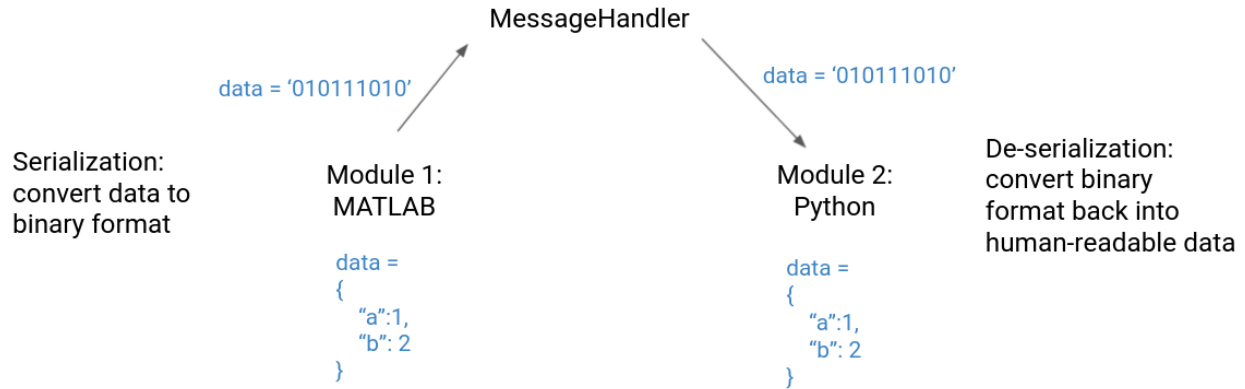 MessageHandler
data = ‘010111010’
data = ‘010111010’
Serialization:
convert data to
binary format
Module 1:
MATLAB
data =
{
“a”:1,
“b”: 2
}
Module 2:
Python
data =
{
“a”:1,
“b”: 2
}
De-serialization:
convert binary
format back into
human-readable data